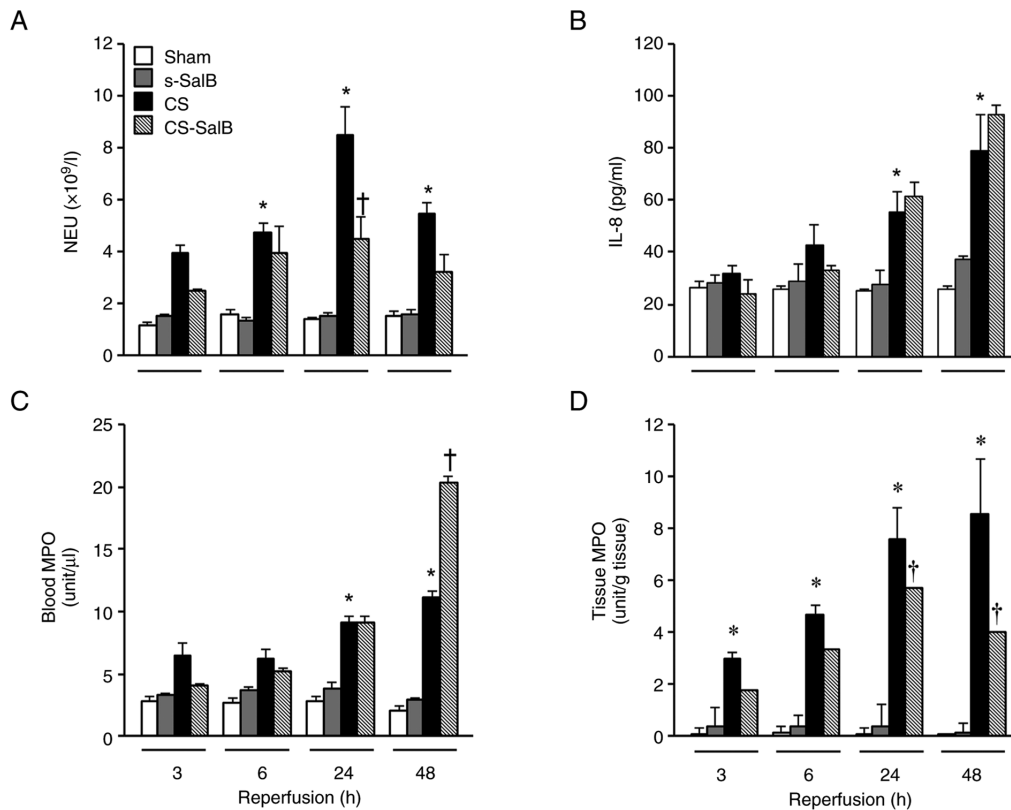 A
NEU (×10⁹/l)
12
10
8
6
4
2
0
Sham
s-SalB
CS
CS-SalB
*
*
†
*
B
IL-8 (pg/ml)
120
100
80
60
40
20
0
*
*
C
Blood MPO
(unit/μl)
25
20
15
10
5
0
*
*
†
3 6 24 48
Reperfusion (h)
D
Tissue MPO
(unit/g tissue)
12
10
8
6
4
2
0
*
*
*
†
*
†
3 6 24 48
Reperfusion (h)